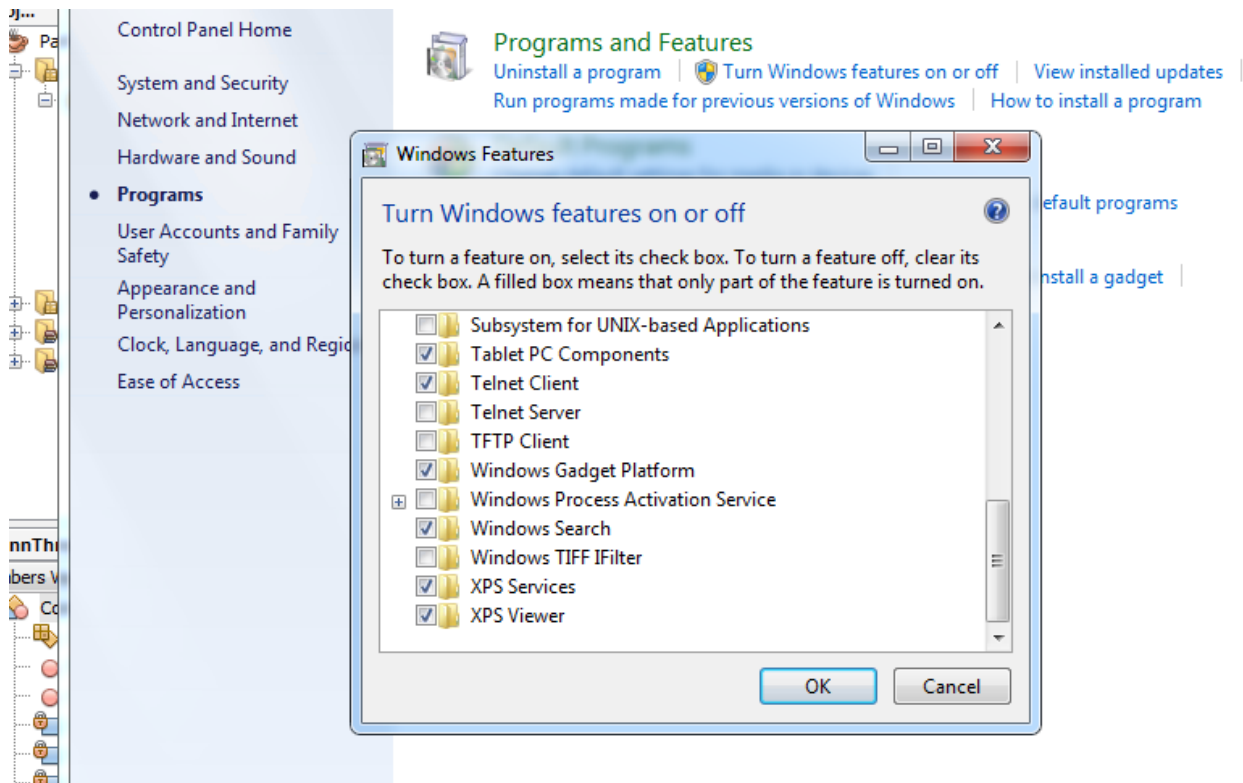 Pa
Control Panel Home
System and Security
Network and Internet
Hardware and Sound
Programs
User Accounts and Family
Safety
Appearance and
Personalization
Clock, Language, and Regio
Ease of Access
Programs and Features
Uninstall a program
Turn Windows features on or off
View installed updates
Run programs made for previous versions of Windows
How to install a program
efault programs
nstall a gadget
Windows Features
Turn Windows features on or off
To turn a feature on, select its check box. To turn a feature off, clear its
check box. A filled box means that only part of the feature is turned on.
Subsystem for UNIX-based Applications
Tablet PC Components
Telnet Client
Telnet Server
TFTP Client
Windows Gadget Platform
Windows Process Activation Service
Windows Search
Windows TIFF IFilter
XPS Services
XPS Viewer
OK
Cancel
nnThr
bers V
Co